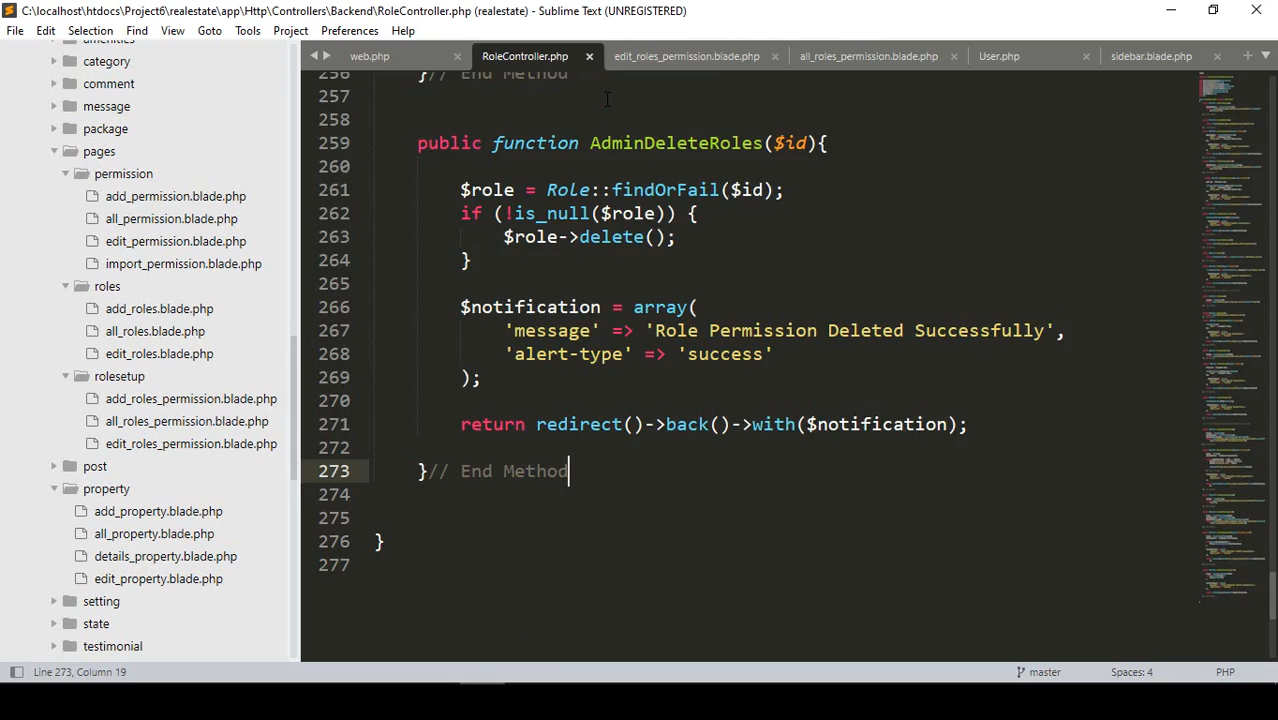 C:\localhost\htdocs\Project6\realestate\app\Http\Controllers\Backend\RoleController.php (realestate) - Sublime Text (UNREGISTERED)
File Edit Selection Find View Goto Tools Project Preferences Help
amenities
category
comment
message
package
pages
permission
add_permission.blade.php
all_permission.blade.php
edit_permission.blade.php
import_permission.blade.php
roles
add_roles.blade.php
all_roles.blade.php
edit_roles.blade.php
rolesetup
add_roles_permission.blade.php
all_roles_permission.blade.php
edit_roles_permission.blade.php
post
property
add_property.blade.php
all_property.blade.php
details_property.blade.php
edit_property.blade.php
setting
state
testimonial
web.php RoleController.php edit_roles_permission.blade.php all_roles_permission.blade.php User.php sidebar.blade.php
256 }// End Method
257
258
259 public function AdminDeleteRoles($id){
260
261 $role = Role::findOrFail($id);
262 if (!is_null($role)) {
263 $role->delete();
264 }
265
266 $notification = array(
267 'message' => 'Role Permission Deleted Successfully',
268 'alert-type' => 'success'
269 );
270
271 return redirect()->back()->with($notification);
272
273 }// End Method
274
275
276 }
277
Line 273, Column 19 master Spaces: 4 PHP